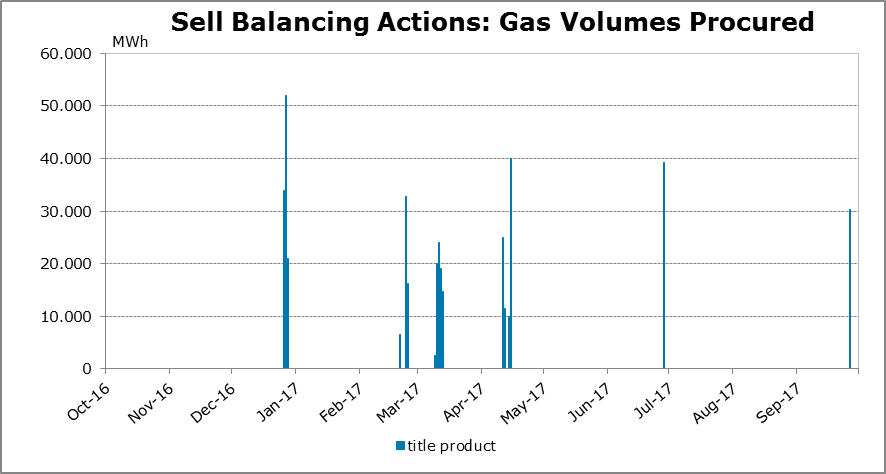 Sell Balancing Actions: Gas Volumes Procured
MWh
60.000
50.000
40.000
30.000
20.000
10.000
0
Oct-16
Nov-16
Dec-16
Jan-17
Feb-17
Mar-17
Apr-17
May-17
Jun-17
Jul-17
Aug-17
Sep-17
title product